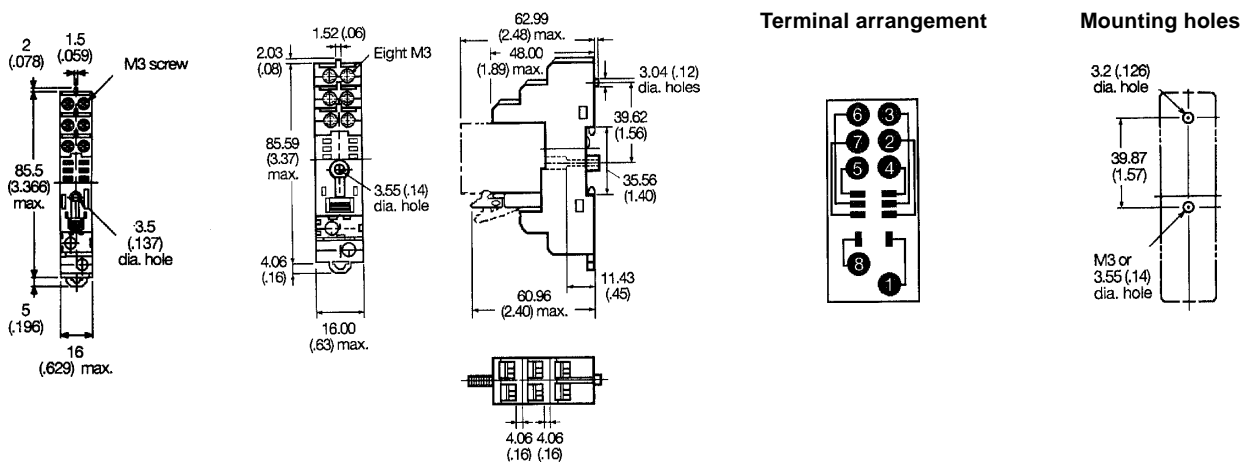 2
(.078)
1.5
(.059)
M3 screw
85.5
(3.366)
max.
3.5
(.137)
dia. hole
5
(.196)
16
(.629) max.
1.52 (.06)
2.03
(.08)
Eight M3
85.59
(3.37)
max.
3.55 (.14)
dia. hole
4.06
(.16)
16.00
(.63) max.
62.99
(2.48) max.
48.00
(1.89) max.
3.04 (.12)
dia. holes
39.62
(1.56)
35.56
(1.40)
11.43
(.45)
60.96
(2.40) max.
4.06 4.06
(.16) (.16)
Terminal arrangement
6 3
7 2
5 4
8
1
Mounting holes
3.2 (.126)
dia. hole
39.87
(1.57)
M3 or
3.55 (.14)
dia. hole